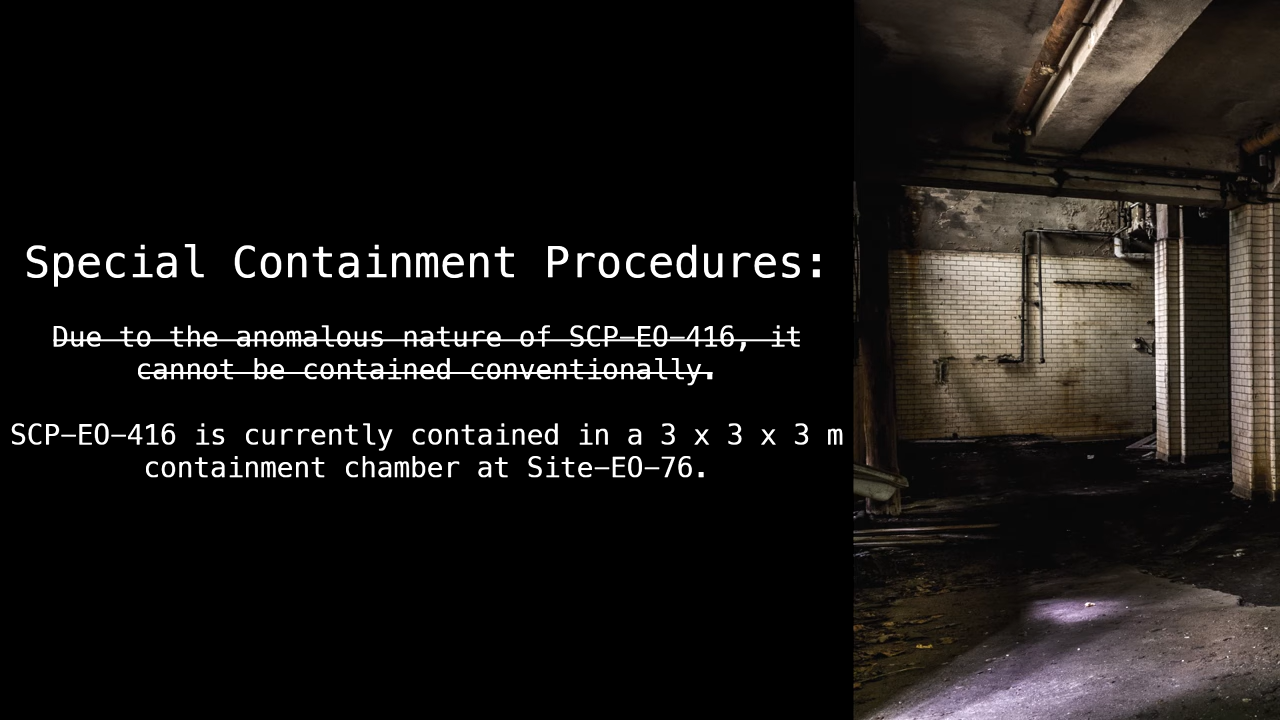 Special Containment Procedures:
Due to the anomalous nature of SCP-EO-416, it
cannot be contained conventionally.
SCP-EO-416 is currently contained in a 3 x 3 x 3 m
containment chamber at Site-EO-76.